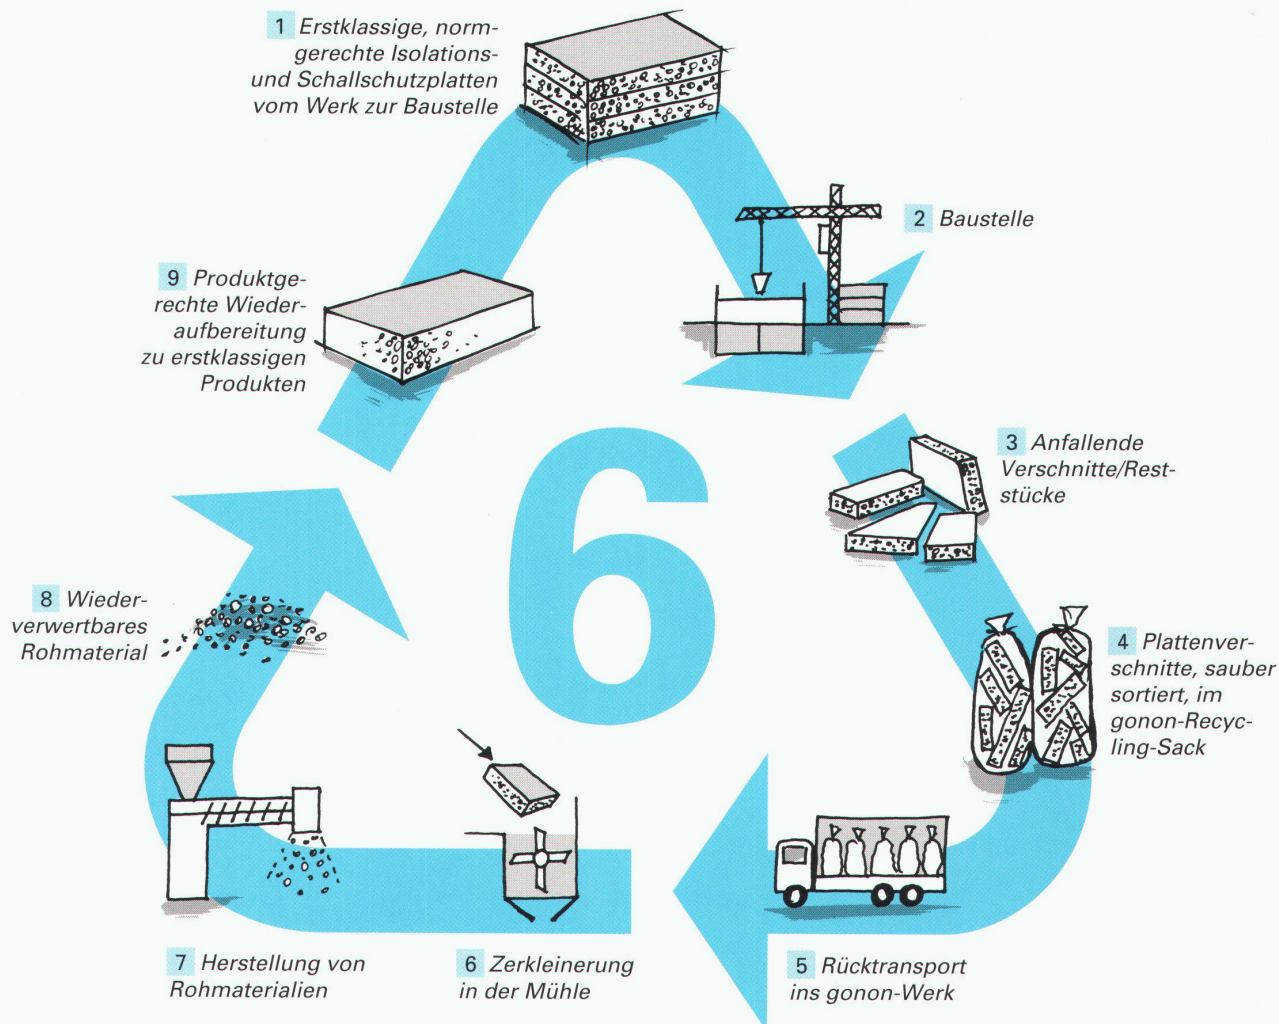 1 Erstklassige, norm-
gerechte Isolations-
und Schallschutzplatten
vom Werk zur Baustelle
2 Baustelle
3 Anfallende
Verschnitte/Rest-
stücke
4 Plattenver-
schnitte, sauber
sortiert, im
gonon-Recyc-
ling-Sack
5 Rücktransport
ins gonon-Werk
6 Zerkleinerung
in der Mühle
7 Herstellung von
Rohmaterialien
8 Wieder-
verwertbares
Rohmaterial
9 Produktge-
rechte Wieder-
aufbereitung
zu erstklassigen
Produkten
6